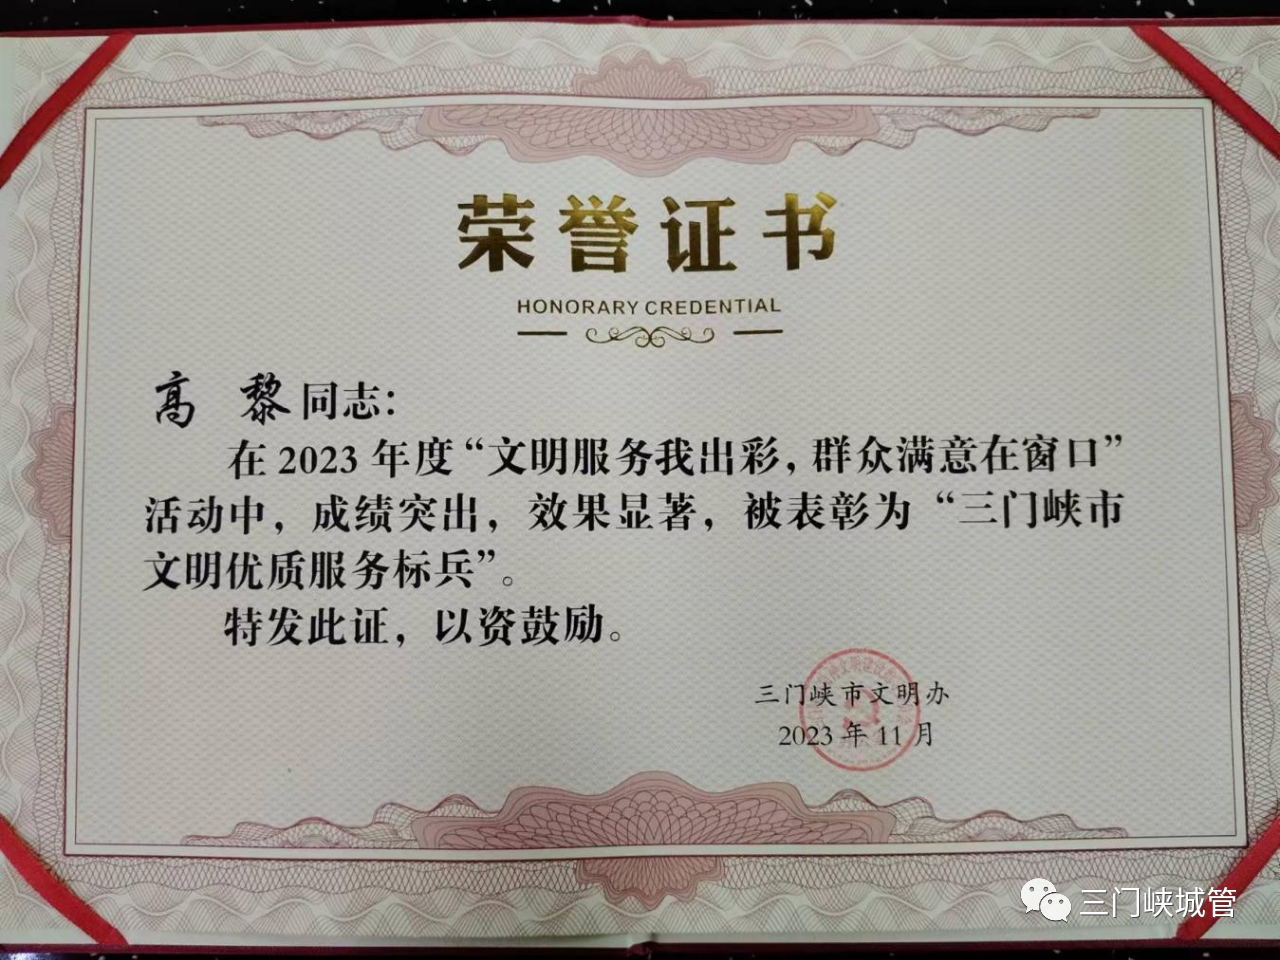 荣誉证书
HONORARY CREDENTIAL
高 黎同志：
在2023年度“文明服务我出彩，群众满意在窗口”
活动中，成绩突出，效果显著，被表彰为“三门峡市
文明优质服务标兵”。
特发此证，以资鼓励。
三门峡市文明办
2023年11月
三门峡城管